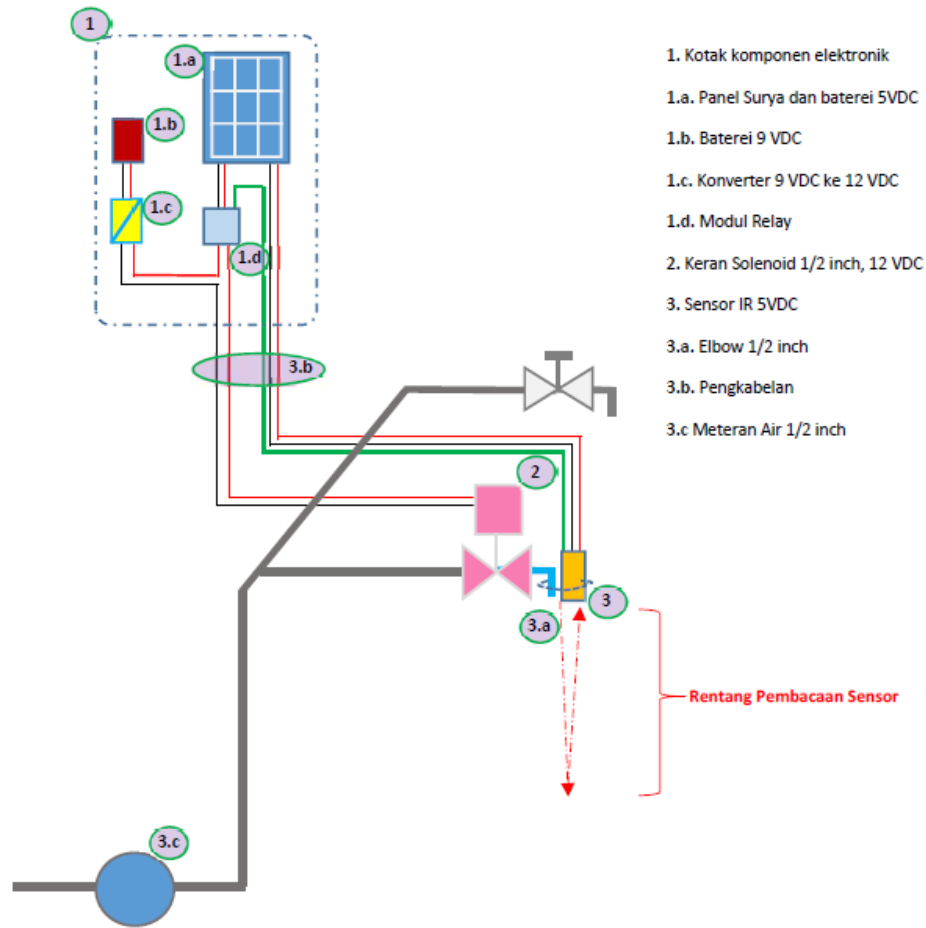 1
1.a
1.b
1.c
1.d
3.b
2
3
3.a
Rentang Pembacaan Sensor
3.c
1. Kotak komponen elektronik
1.a. Panel Surya dan baterei 5VDC
1.b. Baterei 9 VDC
1.c. Konverter 9 VDC ke 12 VDC
1.d. Modul Relay
2. Keran Solenoid 1/2 inch, 12 VDC
3. Sensor IR 5VDC
3.a. Elbow 1/2 inch
3.b. Pengkabelan
3.c Meteran Air 1/2 inch